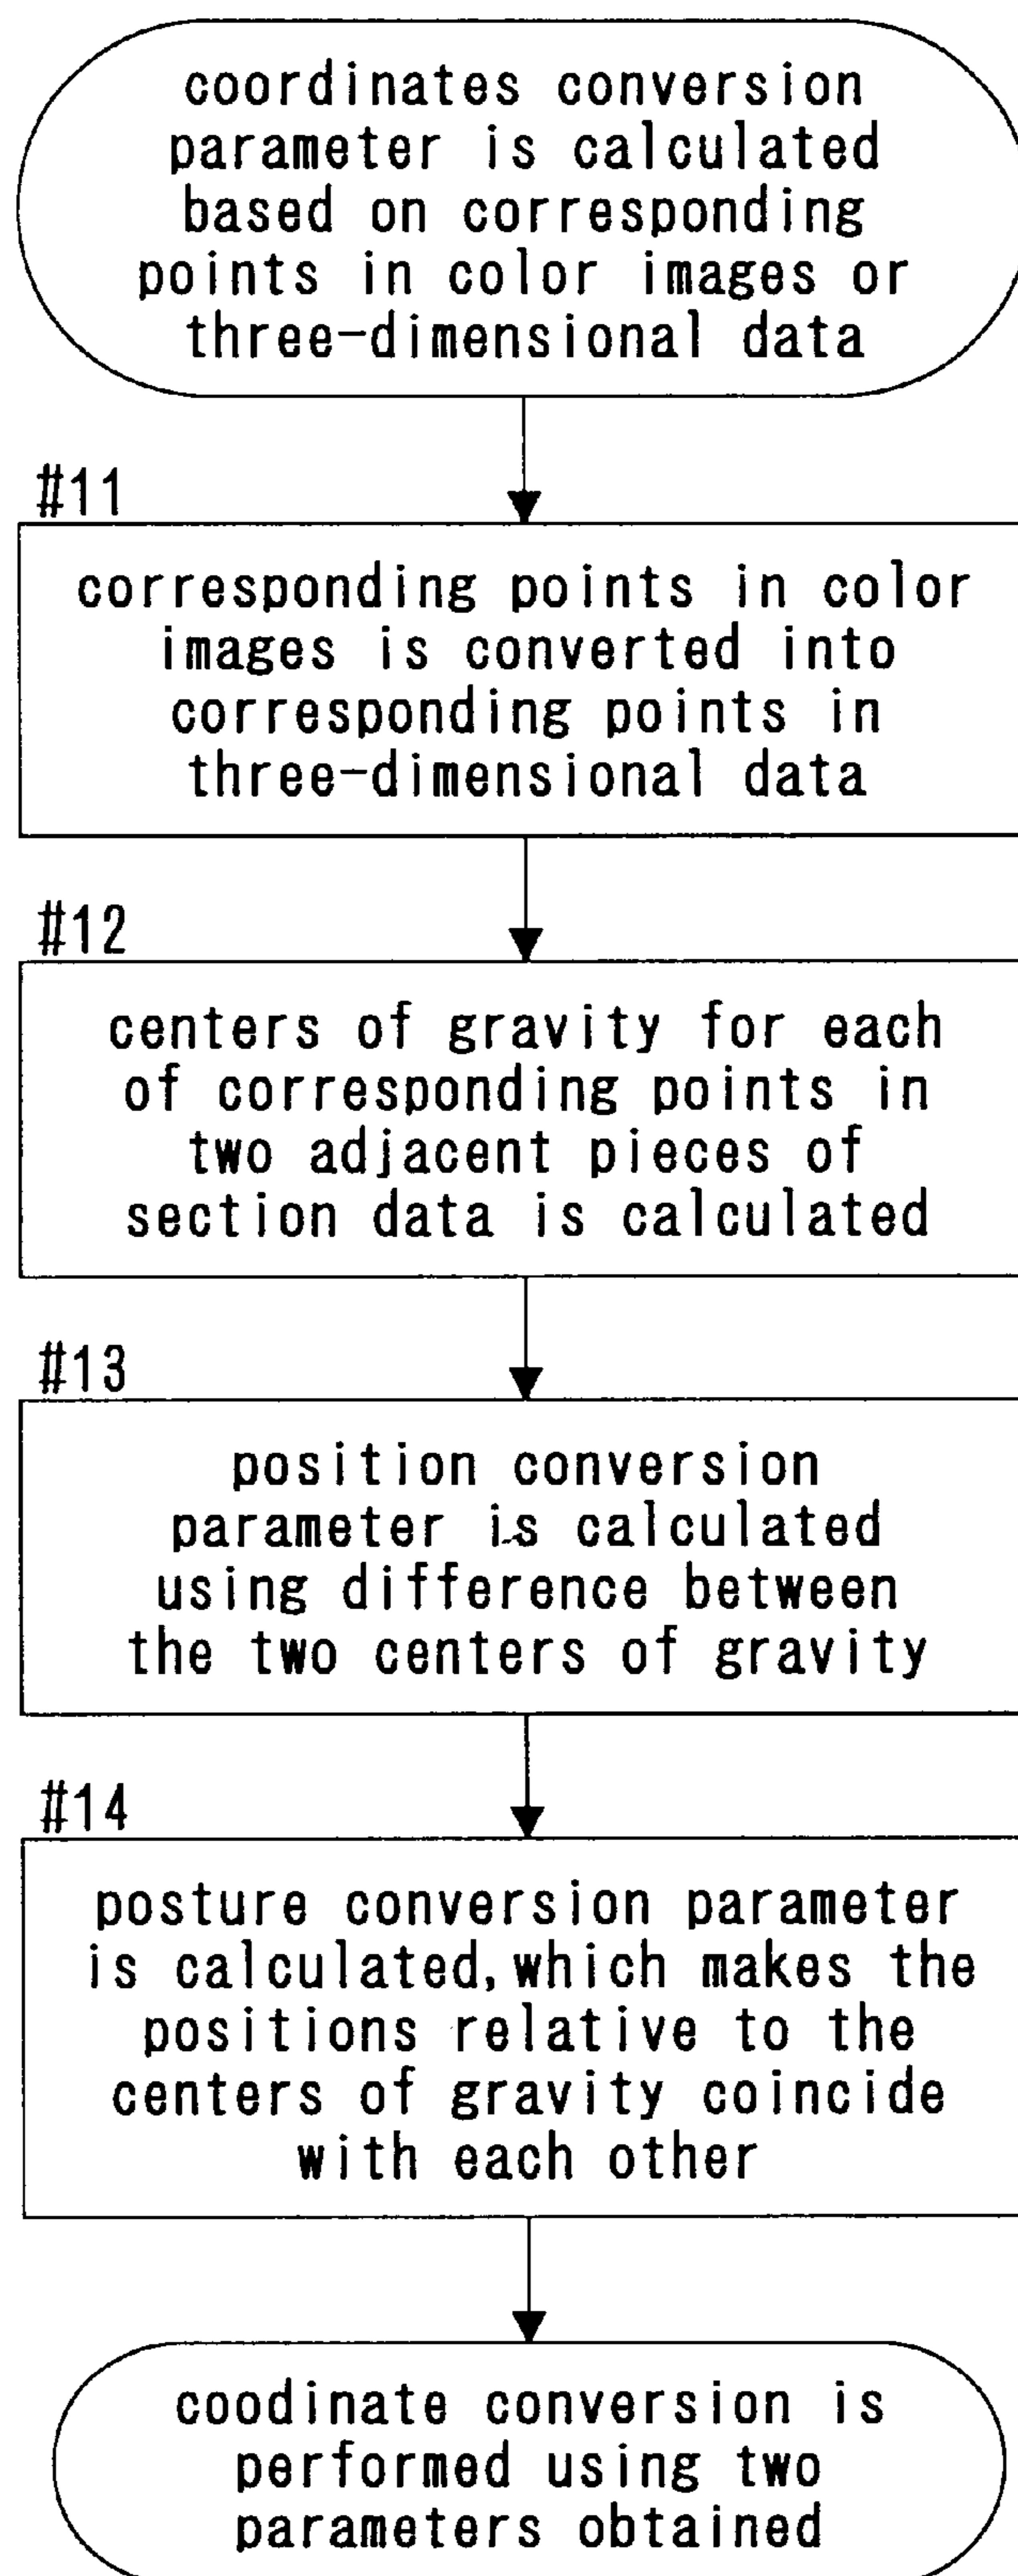 coordinates conversion
parameter is calculated
based on corresponding
points in color images or
three-dimensional data
#11
corresponding points in color
images is converted into
corresponding points in
three-dimensional data
#12
centers of gravity for each
of corresponding points in
two adjacent pieces of
section data is calculated
#13
position conversion
parameter is calculated
using difference between
the two centers of gravity
#14
posture conversion parameter
is calculated, which makes the
positions relative to the
centers of gravity coincide
with each other
coodinate conversion is
performed using two
parameters obtained